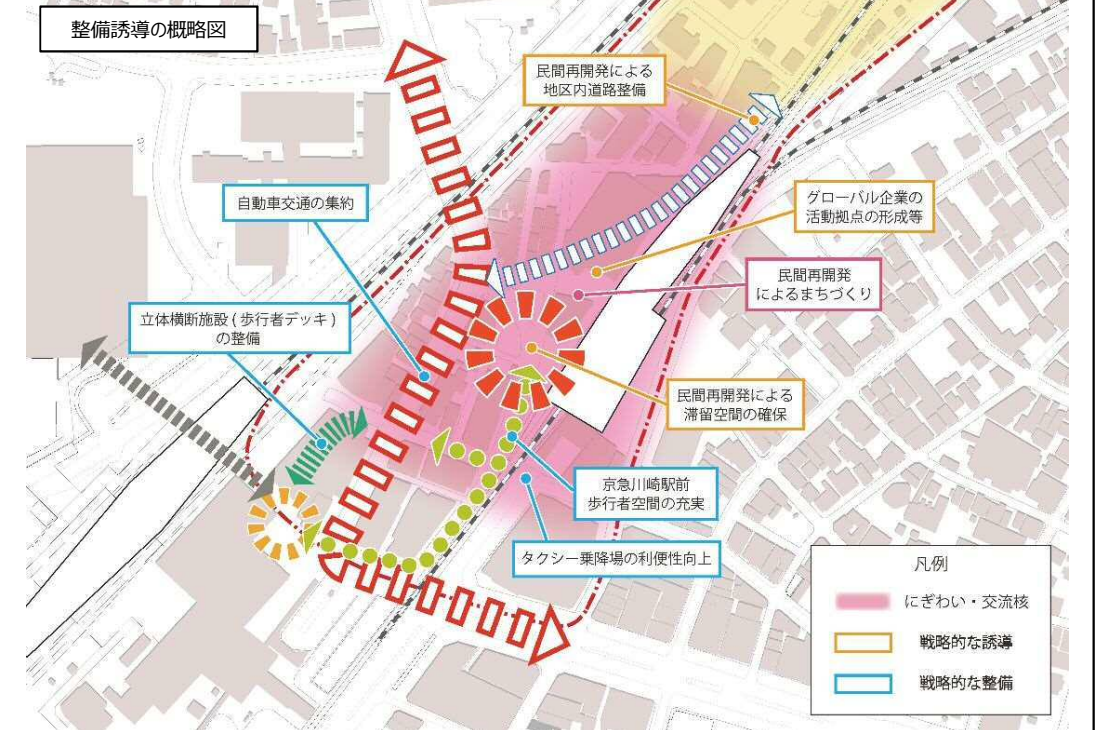 整備誘導の概略図
民間再開発による
地区内道路整備
自動車交通の集約
グローバル企業の
活動拠点の形成等
民間再開発
によるまちづくり
立体横断施設(歩行者デッキ)
の整備
民間再開発による
滞留空間の確保
京急川崎駅前
歩行者空間の充実
タクシー乗降場の利便性向上
凡例
にぎわい・交流核
戦略的な誘導
戦略的な整備